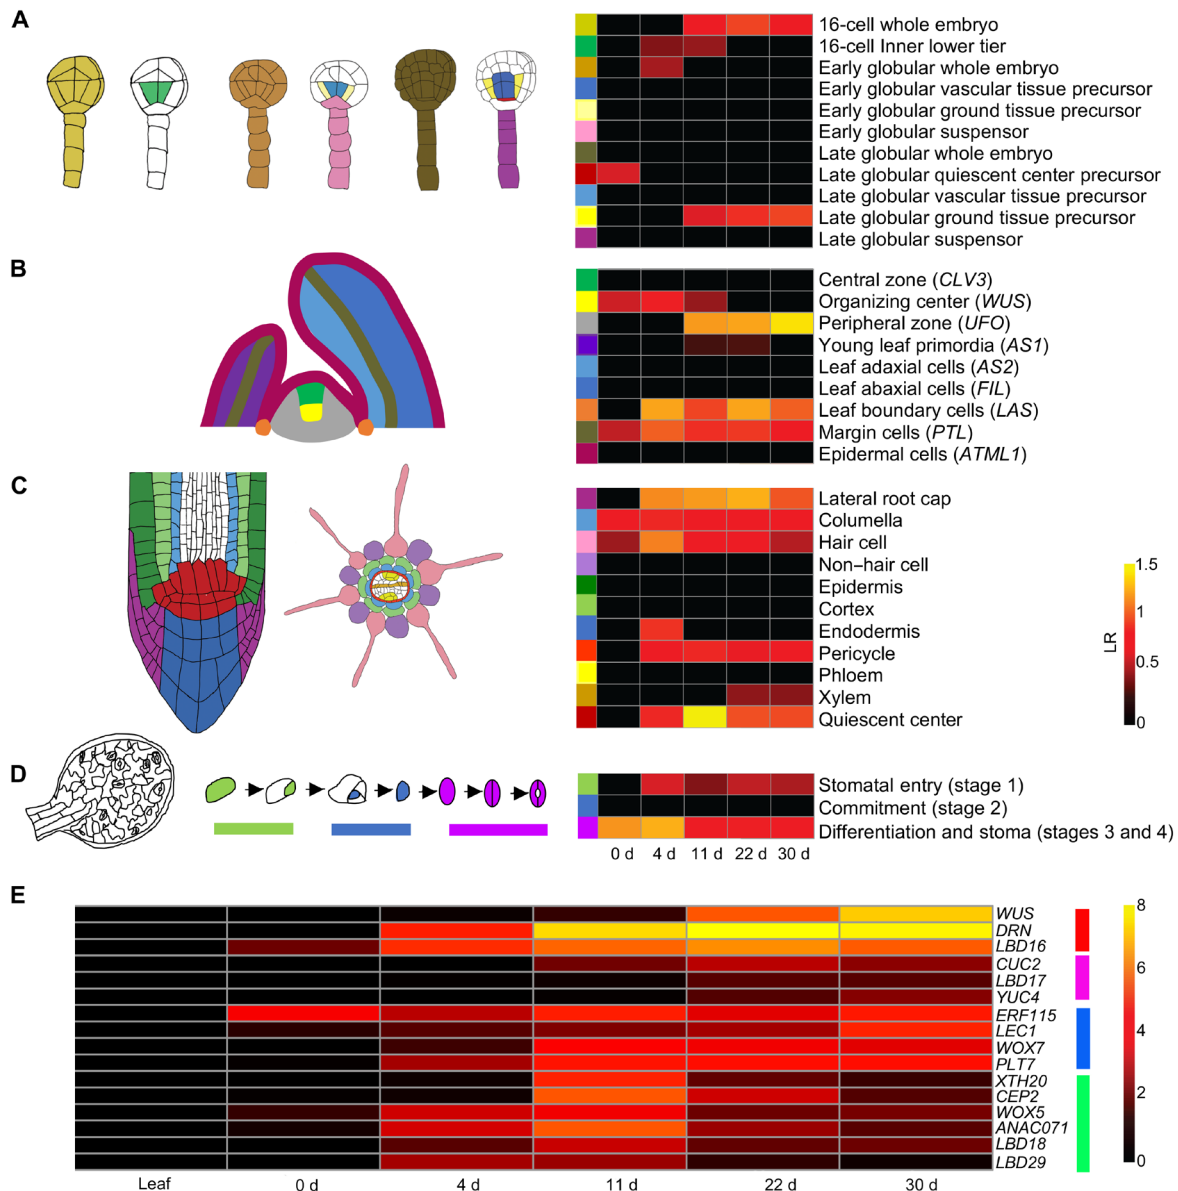 A
16-cell whole embryo
16-cell Inner lower tier
Early globular whole embryo
Early globular vascular tissue precursor
Early globular ground tissue precursor
Early globular suspensor
Late globular whole embryo
Late globular quiescent center precursor
Late globular vascular tissue precursor
Late globular ground tissue precursor
Late globular suspensor
B
Central zone (CLV3)
Organizing center (WUS)
Peripheral zone (UFO)
Young leaf primordia (AS1)
Leaf adaxial cells (AS2)
Leaf abaxial cells (FIL)
Leaf boundary cells (LAS)
Margin cells (PTL)
Epidermal cells (ATML1)
C
Lateral root cap
Columella
Hair cell
Non–hair cell
Epidermis
Cortex
Endodermis
Pericycle
Phloem
Xylem
Quiescent center
1.5
1
0.5
0
LR
D
Stomatal entry (stage 1)
Commitment (stage 2)
Differentiation and stoma (stages 3 and 4)
0 d 4 d 11 d 22 d 30 d
E
WUS
DRN
LBD16
CUC2
LBD17
YUC4
ERF115
LEC1
WOX7
PLT7
XTH20
CEP2
WOX5
ANAC071
LBD18
LBD29
8
6
4
2
0
Leaf 0 d 4 d 11 d 22 d 30 d